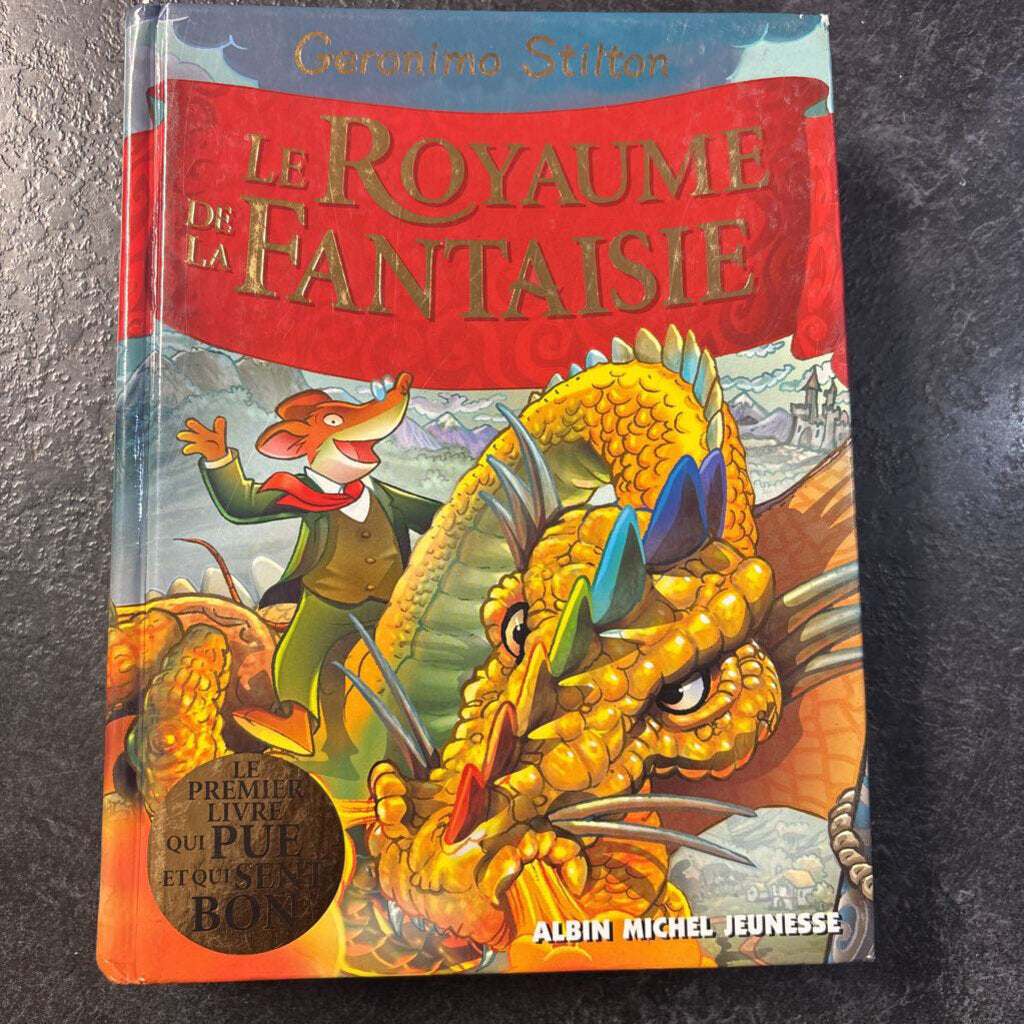 Geronimo Stilton
LE ROYAUME
DE LA FANTAISIE
LE
PREMIER
LIVRE
QUI PUE
ET QUI SENT
BON
ALBIN MICHEL JEUNESSE